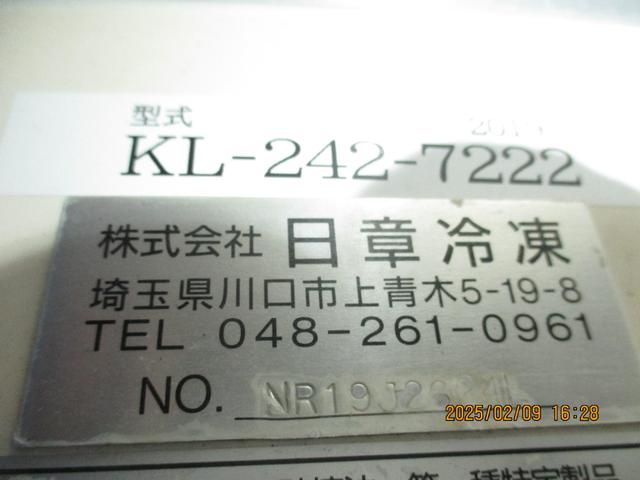 型式
2019
KL-242-7222
株式会社 日章冷凍
埼玉県川口市上青木5-19-8
TEL 048-261-0961
NO.
2025/02/09 16:28